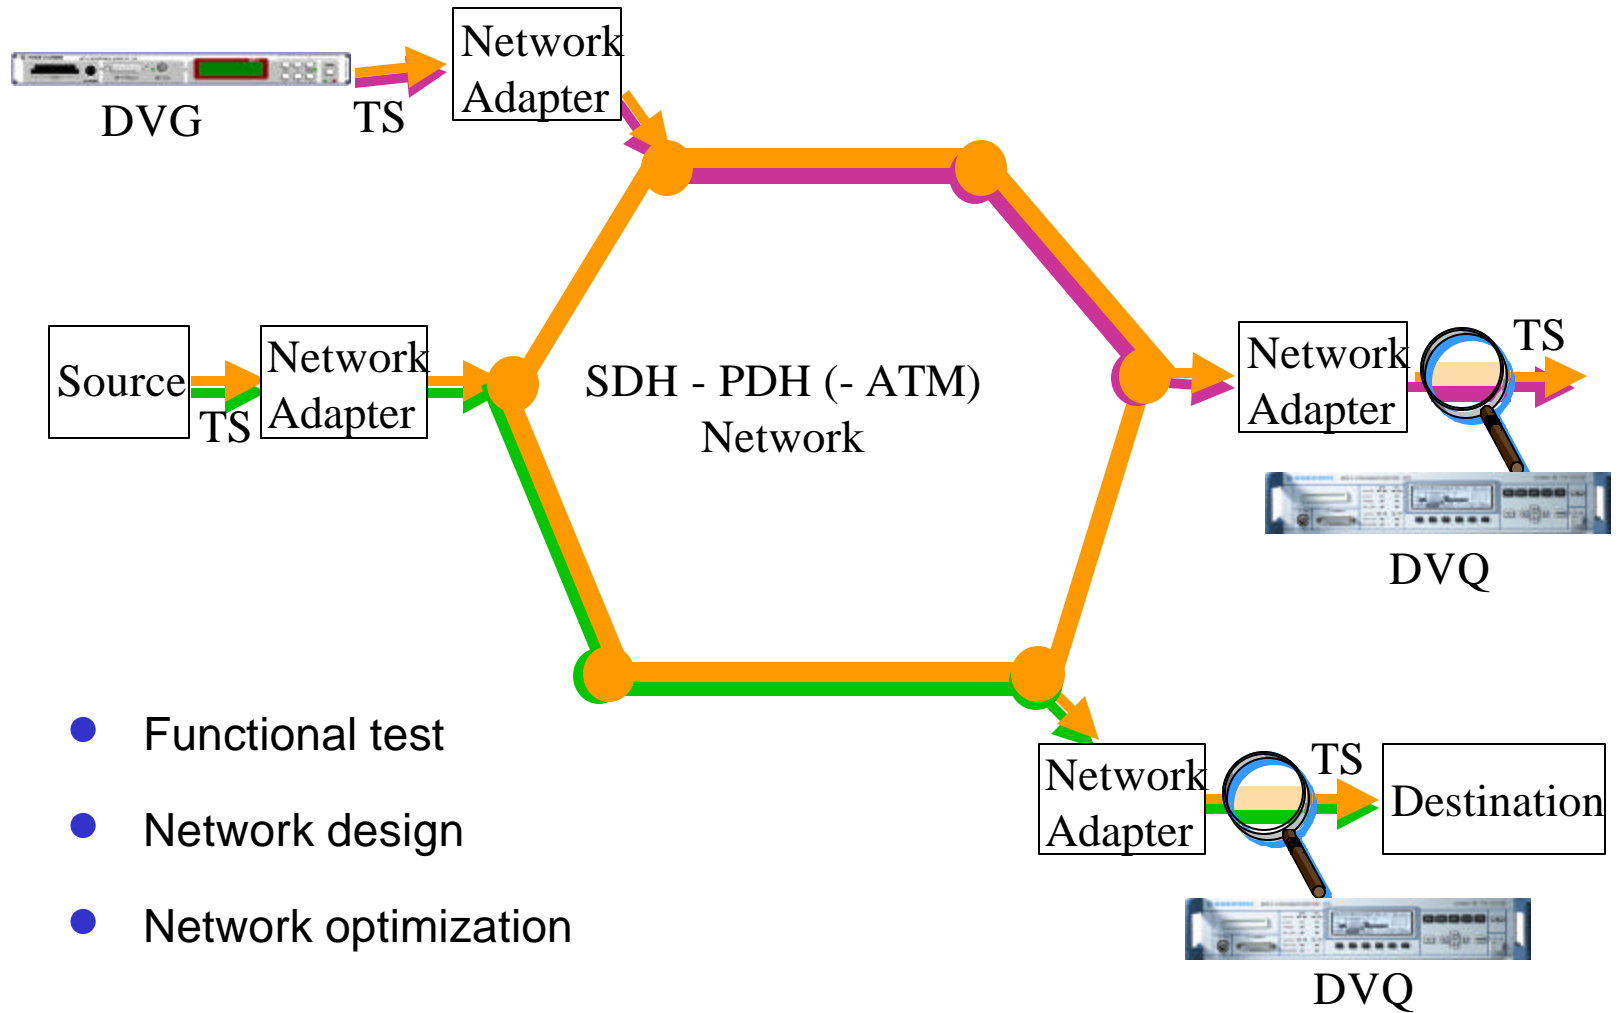 Network
Adapter
DVG
TS
Source
TS
Network
Adapter
SDH - PDH (- ATM)
Network
Network
Adapter
TS
DVQ
Functional test
Network design
Network optimization
Network
Adapter
TS
Destination
DVQ